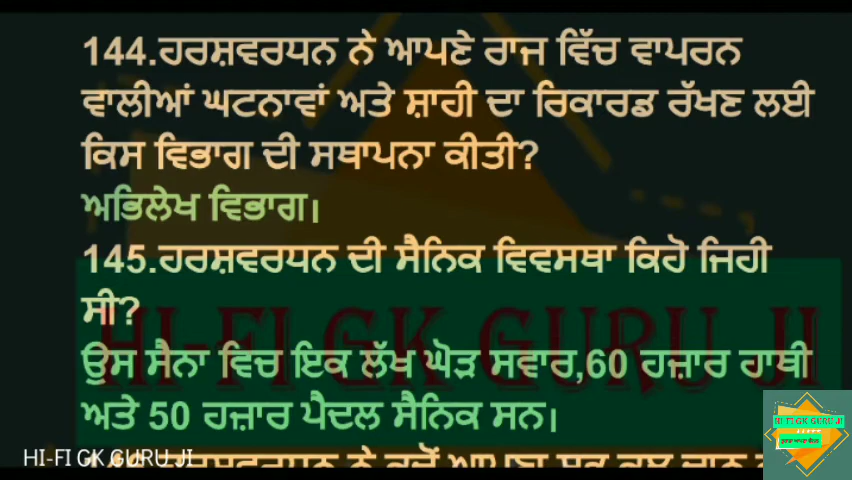 144.ਹਰਸ਼ਵਰਧਨ ਨੇ ਆਪਣੇ ਰਾਜ ਵਿੱਚ ਵਾਪਰਨ
ਵਾਲੀਆਂ ਘਟਨਾਵਾਂ ਅਤੇ ਸ਼ਾਹੀ ਦਾ ਰਿਕਾਰਡ ਰੱਖਣ ਲਈ
ਕਿਸ ਵਿਭਾਗ ਦੀ ਸਥਾਪਨਾ ਕੀਤੀ?
ਅਭਿਲੇਖ ਵਿਭਾਗ।
145.ਹਰਸ਼ਵਰਧਨ ਦੀ ਸੈਨਿਕ ਵਿਵਸਥਾ ਕਿਹੋ ਜਿਹੀ
ਸੀ?
HI-FI GK GURU JI
ਉਸ ਸੈਨਾ ਵਿਚ ਇਕ ਲੱਖ ਘੋੜ ਸਵਾਰ,60 ਹਜ਼ਾਰ ਹਾਥੀ
ਅਤੇ 50 ਹਜ਼ਾਰ ਪੈਦਲ ਸੈਨਿਕ ਸਨ।
HI FI GK GURU JI
HI-FI GK GURU JI